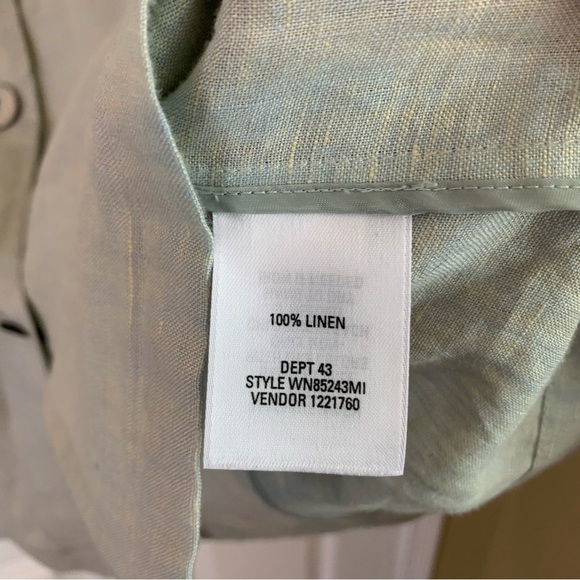 100% LINEN
DEPT 43
STYLE WN85243MI
VENDOR 1221760